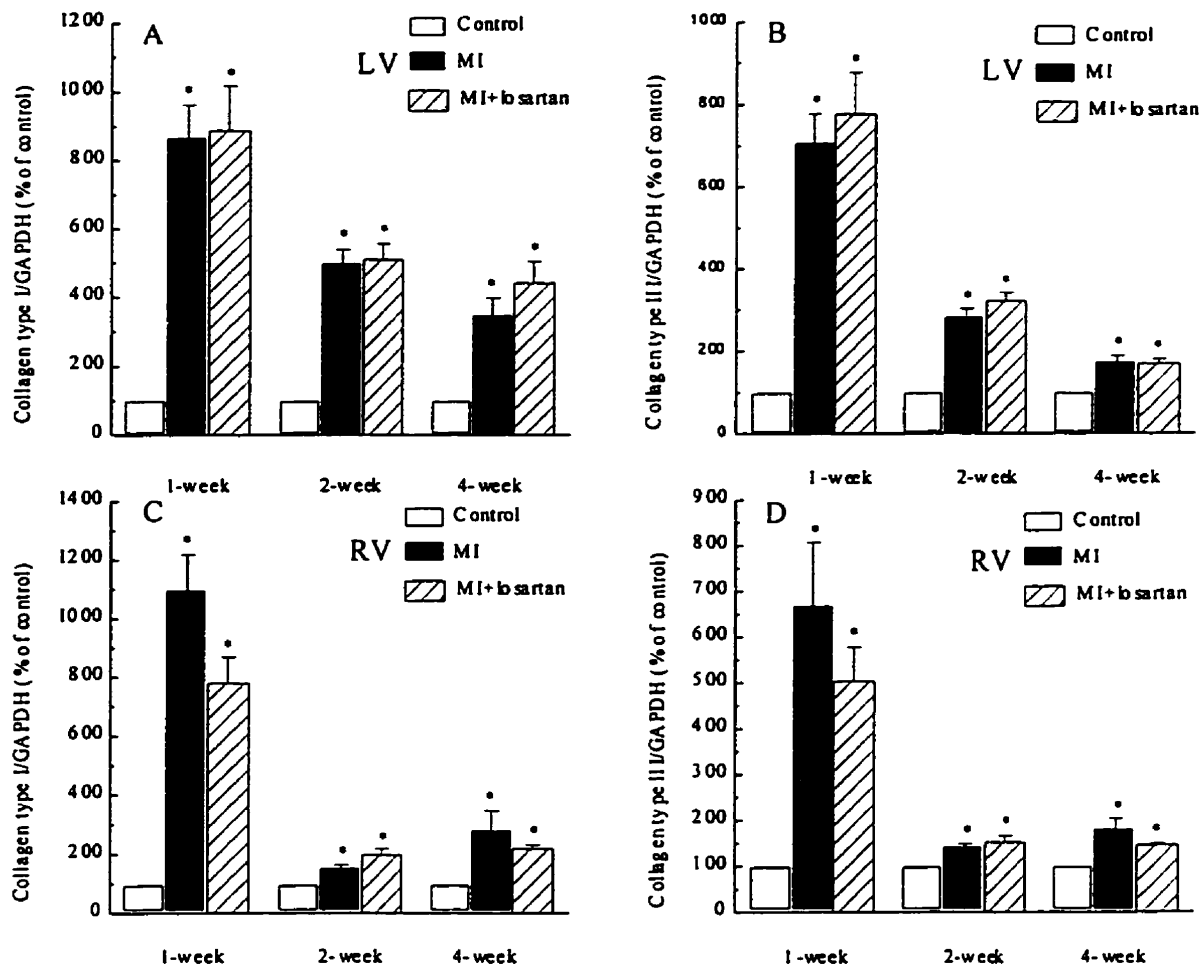 A
LV
Control
MI
MI+losartan
Collagen type I/GAPDH (% of control)
1200
1000
800
600
400
200
0
1-week 2-week 4-week
B
LV
Control
MI
MI+losartan
Collagen type III/GAPDH (% of control)
1000
800
600
400
200
0
1-week 2-week 4-week
C
RV
Control
MI
MI+losartan
Collagen type I/GAPDH (% of control)
1400
1200
1000
800
600
400
200
0
1-week 2-week 4-week
D
RV
Control
MI
MI+losartan
Collagen type III/GAPDH (% of control)
900
800
700
600
500
400
300
200
100
0
1-week 2-week 4-week